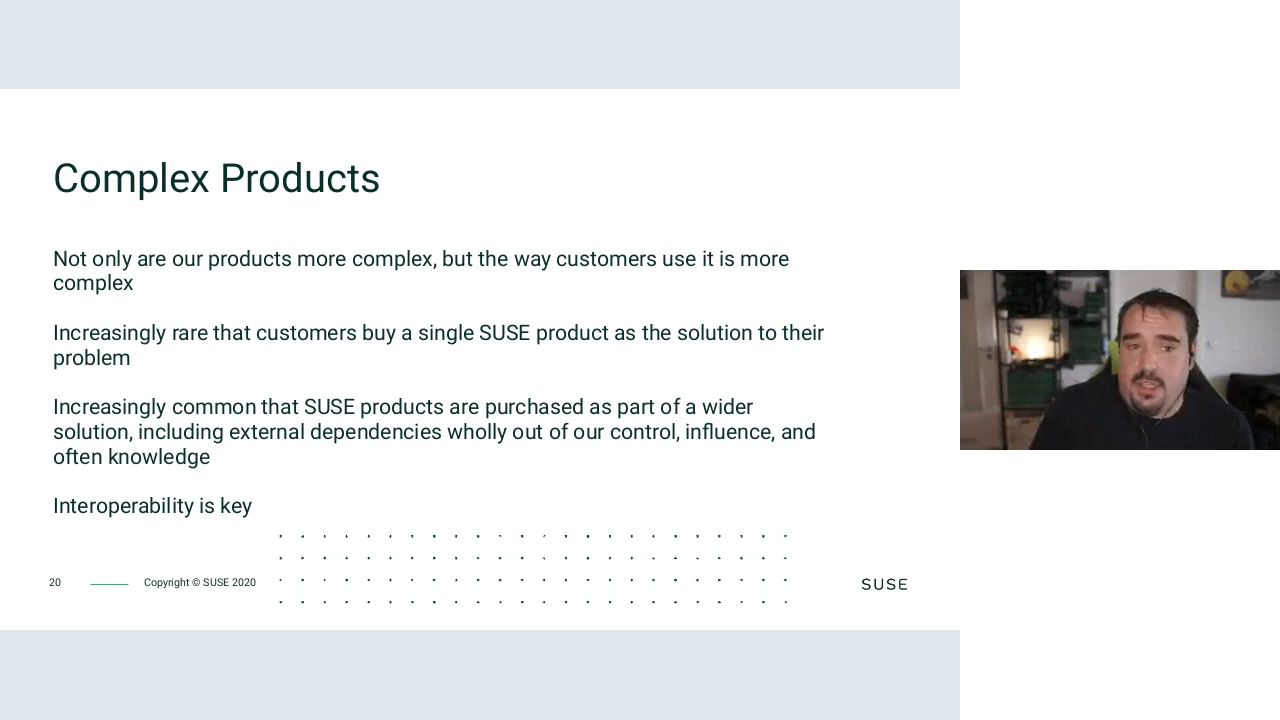 Complex Products
Not only are our products more complex, but the way customers use it is more
complex
Increasingly rare that customers buy a single SUSE product as the solution to their
problem
Increasingly common that SUSE products are purchased as part of a wider
solution, including external dependencies wholly out of our control, influence, and
often knowledge
Interoperability is key
20
Copyright © SUSE 2020
SUSE